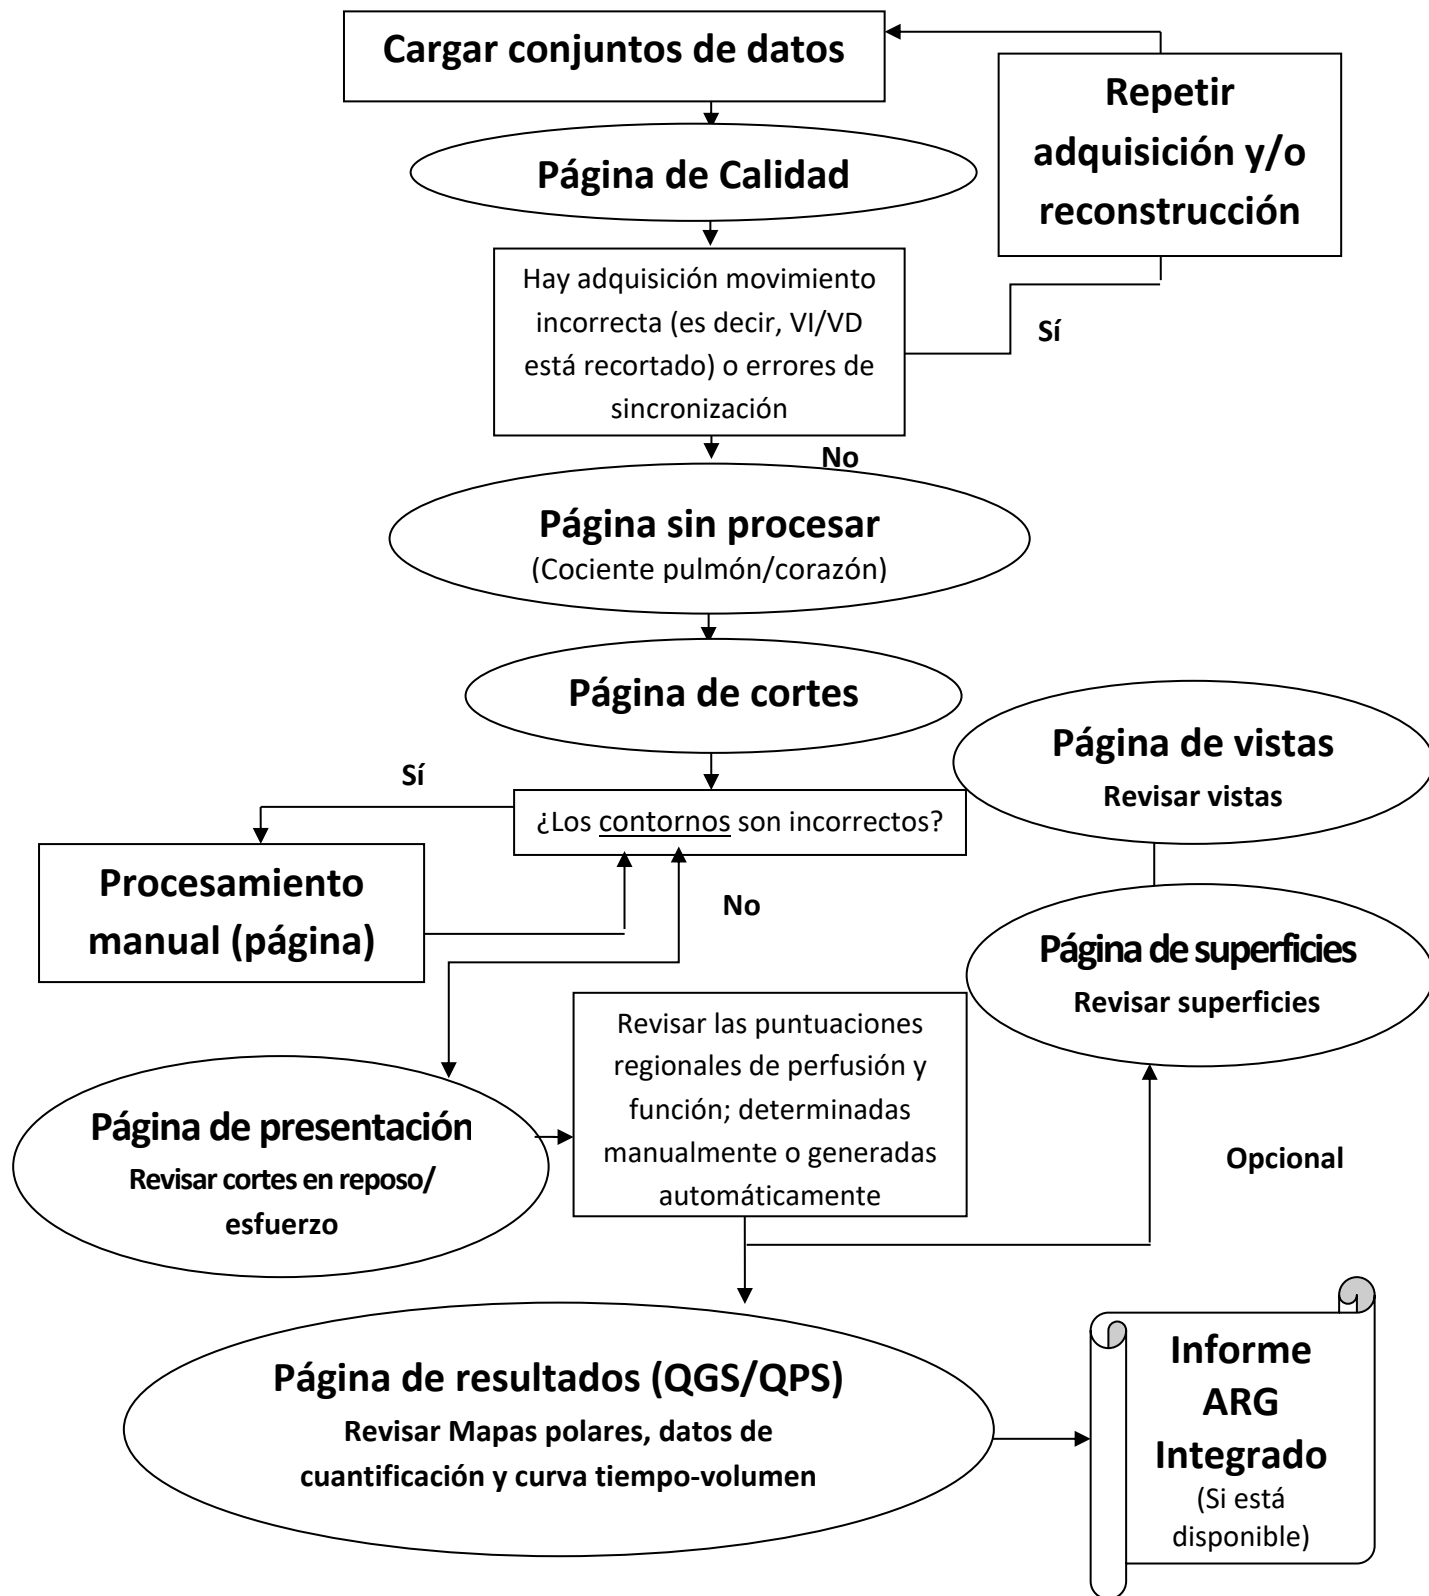 Cargar conjuntos de datos
Repetir
adquisición y/o
reconstrucción
Página de Calidad
Hay adquisición movimiento
incorrecta (es decir, VI/VD
está recortado) o errores de
sincronización
Sí
No
Página sin procesar
(Cociente pulmón/corazón)
Página de cortes
Página de vistas
Revisar vistas
Sí
¿Los contornos son incorrectos?
Procesamiento
manual (página)
No
Página de superficies
Revisar superficies
Revisar las puntuaciones
regionales de perfusión y
función; determinadas
manualmente o generadas
automáticamente
Página de presentación
Revisar cortes en reposo/
esfuerzo
Opcional
Página de resultados (QGS/QPS)
Revisar Mapas polares, datos de
cuantificación y curva tiempo-volumen
Informe
ARG
Integrado
(Si está
disponible)